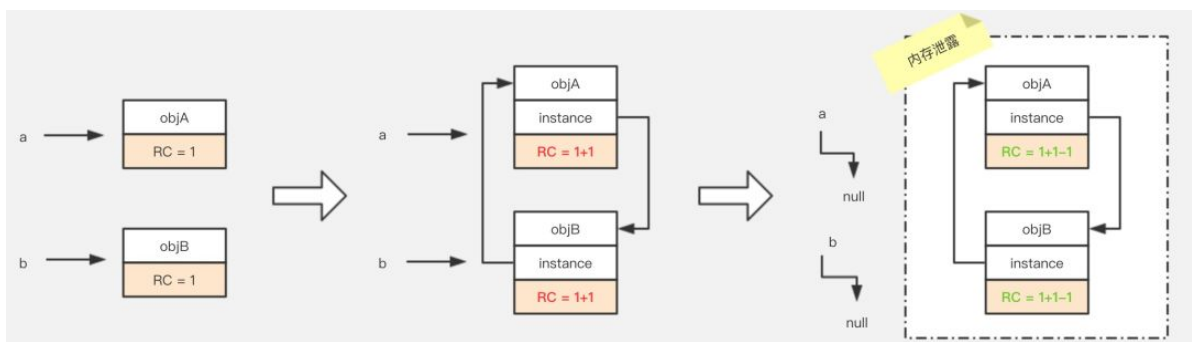 a
objA
RC = 1
b
objB
RC = 1
a
objA
instance
RC = 1+1
b
objB
instance
RC = 1+1
a
null
b
null
内存泄露
objA
instance
RC = 1+1-1
objB
instance
RC = 1+1-1